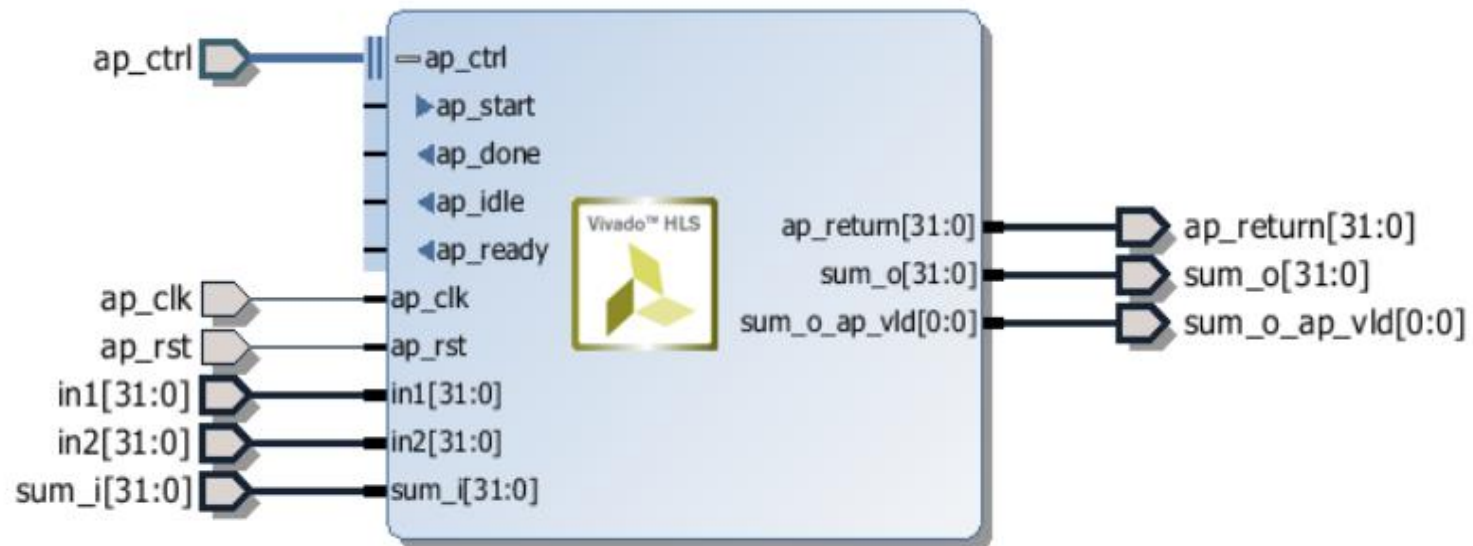 ap_ctrl
ap_ctrl
ap_start
ap_done
ap_idle
ap_ready
ap_clk
ap_clk
ap_rst
ap_rst
in1[31:0]
in1[31:0]
in2[31:0]
in2[31:0]
sum_i[31:0]
sum_i[31:0]
Vivado™ HLS
ap_return[31:0]
ap_return[31:0]
sum_o[31:0]
sum_o[31:0]
sum_o_ap_vld[0:0]
sum_o_ap_vld[0:0]